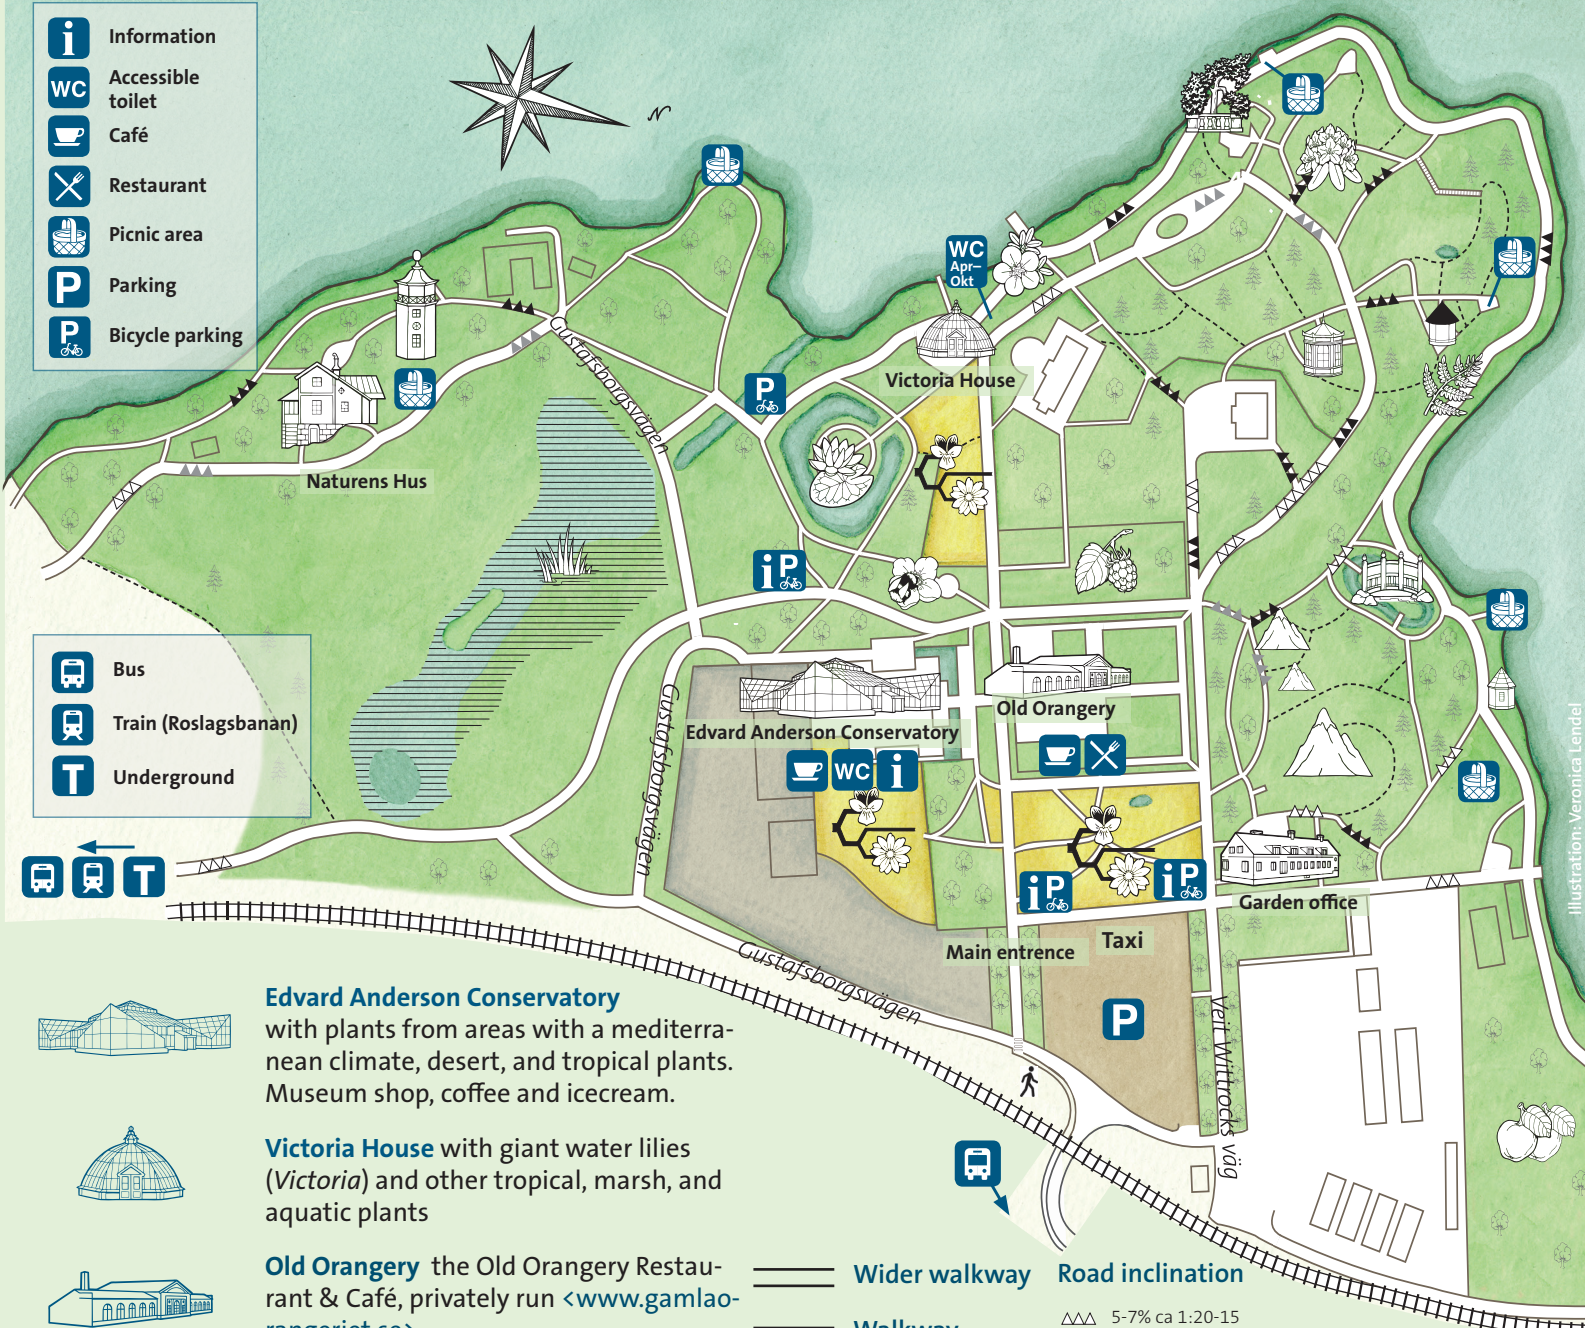 Information
WC
Accessible
toilet
Café
Restaurant
Picnic area
P
Parking
P
Bicycle parking
N
WC
Apr–
Okt
Gustafsborgsvägen
Victoria House
P
Naturens Hus
i P
Bus
Train (Roslagsbanan)
T
Underground
Gustafsborgsvägen
Edvard Anderson Conservatory
WC i
Old Orangery
i P
i P
T
Garden office
Main entrence
Taxi
P
Gustafsborgsvägen
Veit Wittrocks väg
Illustration: Veronica Lendel
Edvard Anderson Conservatory
with plants from areas with a mediterra-
nean climate, desert, and tropical plants.
Museum shop, coffee and icecream.
Victoria House with giant water lilies
(Victoria) and other tropical, marsh, and
aquatic plants
Old Orangery the Old Orangery Restau-
rant & Café, privately run <www.gamlao-
rangeriet.se>
Wider walkway
Walkway
Road inclination
5-7% ca 1:20-15